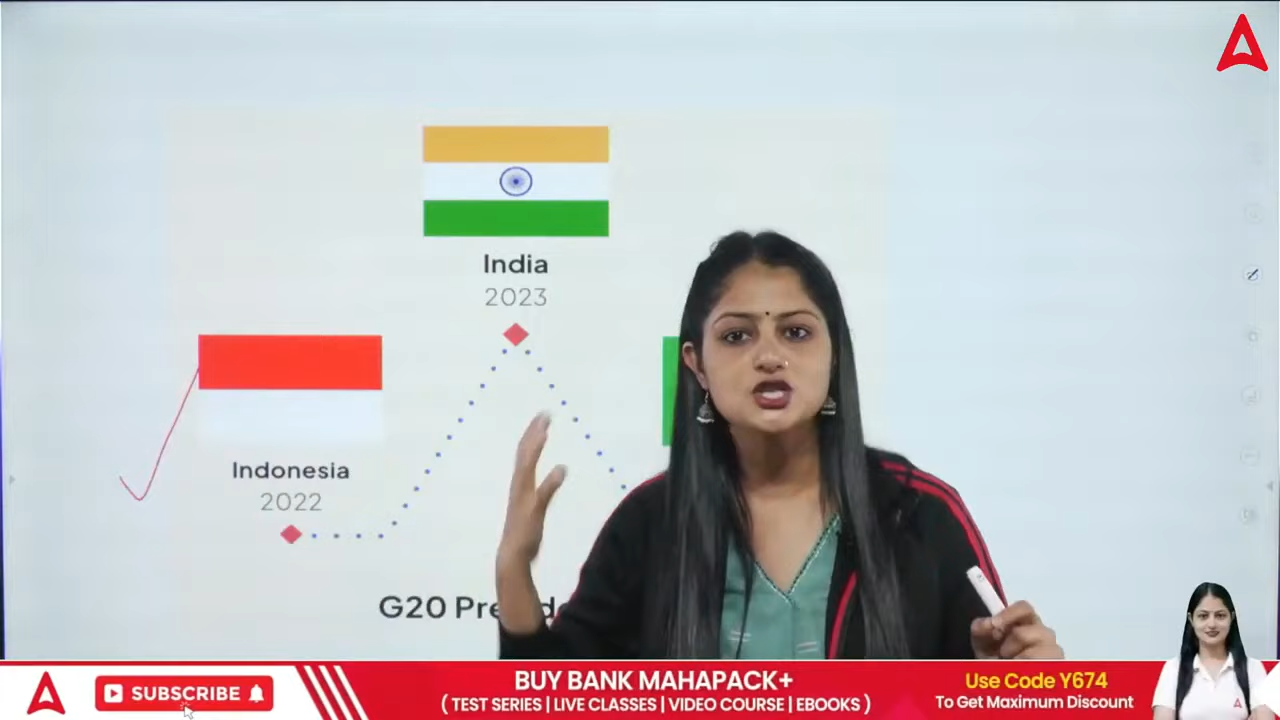 India
2023
Indonesia
2022
G20
SUBSCRIBE
BUY BANK MAHAPACK+
( TEST SERIES | LIVE CLASSES | VIDEO COURSE | EBOOKS )
Use Code Y674
To Get Maximum Discount